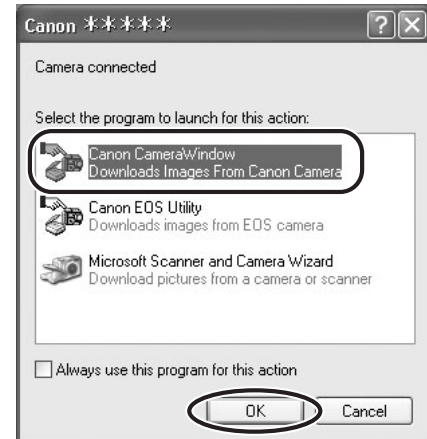 Canon *****
Camera connected
Select the program to launch for this action:
Canon CameraWindow
Downloads Images From Canon Camera
Canon EOS Utility
Downloads images from EOS camera
Microsoft Scanner and Camera Wizard
Download pictures from a camera or scanner
Always use this program for this action
OK Cancel